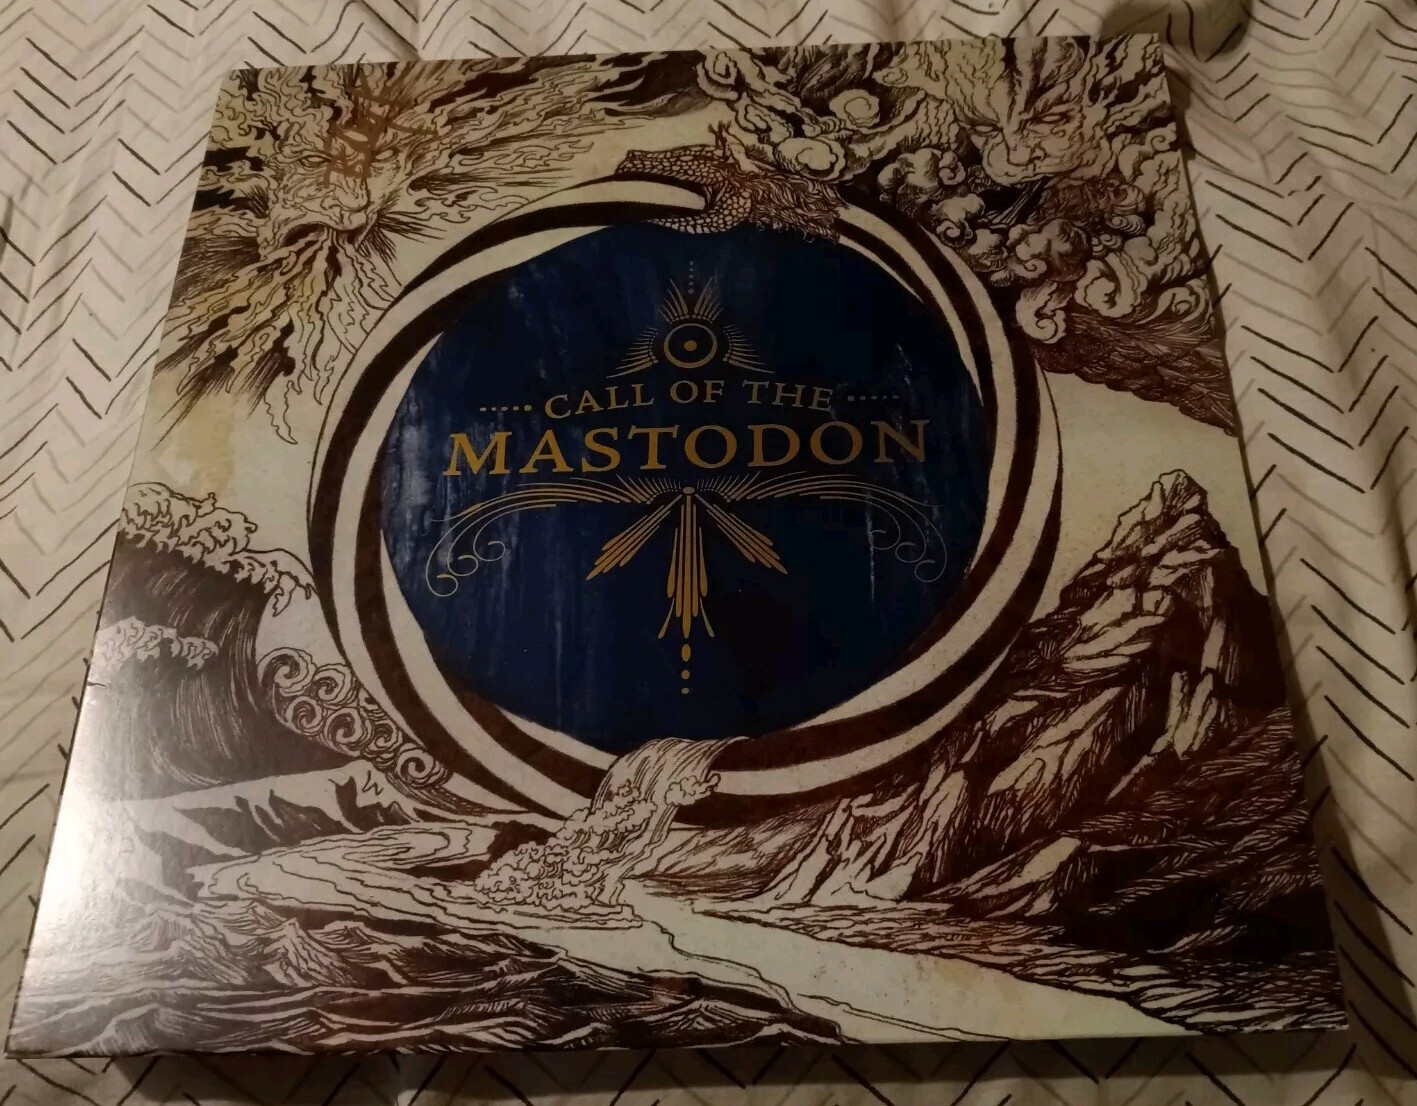 CALL OF THE
MASTODON